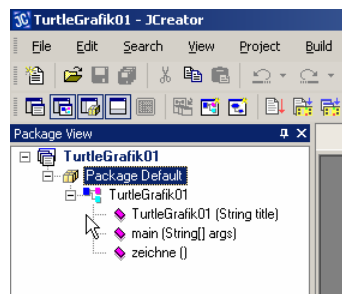 TurtleGrafik01 - JCreator
File Edit Search View Project Build
Package View
TurtleGrafik01
Package Default
TurtleGrafik01
TurtleGrafik01 (String title)
main (String[] args)
zeichne ()